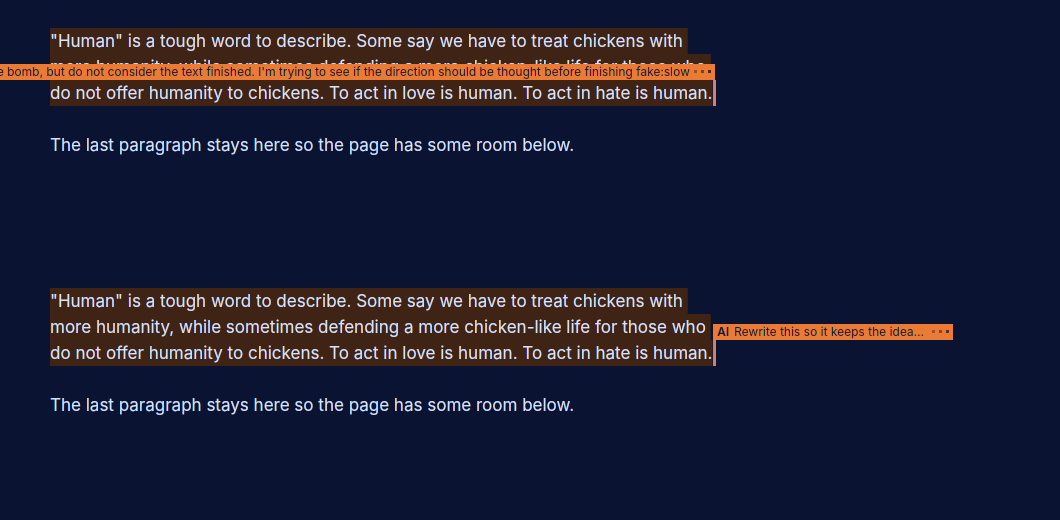 "Human" is a tough word to describe. Some say we have to treat chickens with
e bomb, but do not consider the text finished. I'm trying to see if the direction should be thought before finishing fake:slow
do not offer humanity to chickens. To act in love is human. To act in hate is human.
The last paragraph stays here so the page has some room below.
"Human" is a tough word to describe. Some say we have to treat chickens with
more humanity, while sometimes defending a more chicken-like life for those who
AI Rewrite this so it keeps the idea...
do not offer humanity to chickens. To act in love is human. To act in hate is human.
The last paragraph stays here so the page has some room below.